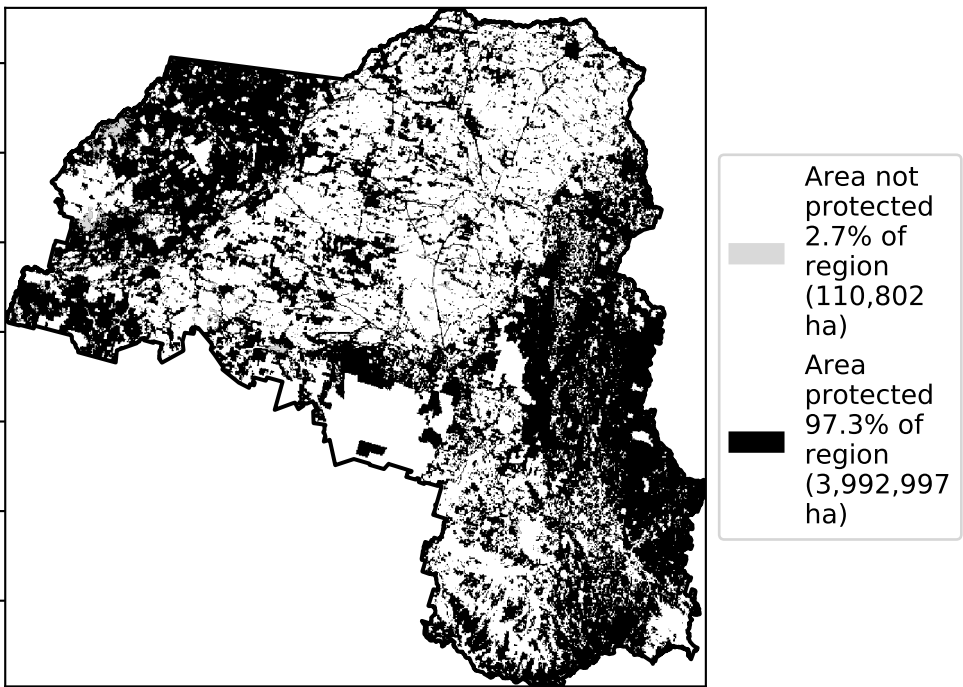 Area not
protected
2.7% of
region
(110,802
ha)
Area
protected
97.3% of
region
(3,992,997
ha)